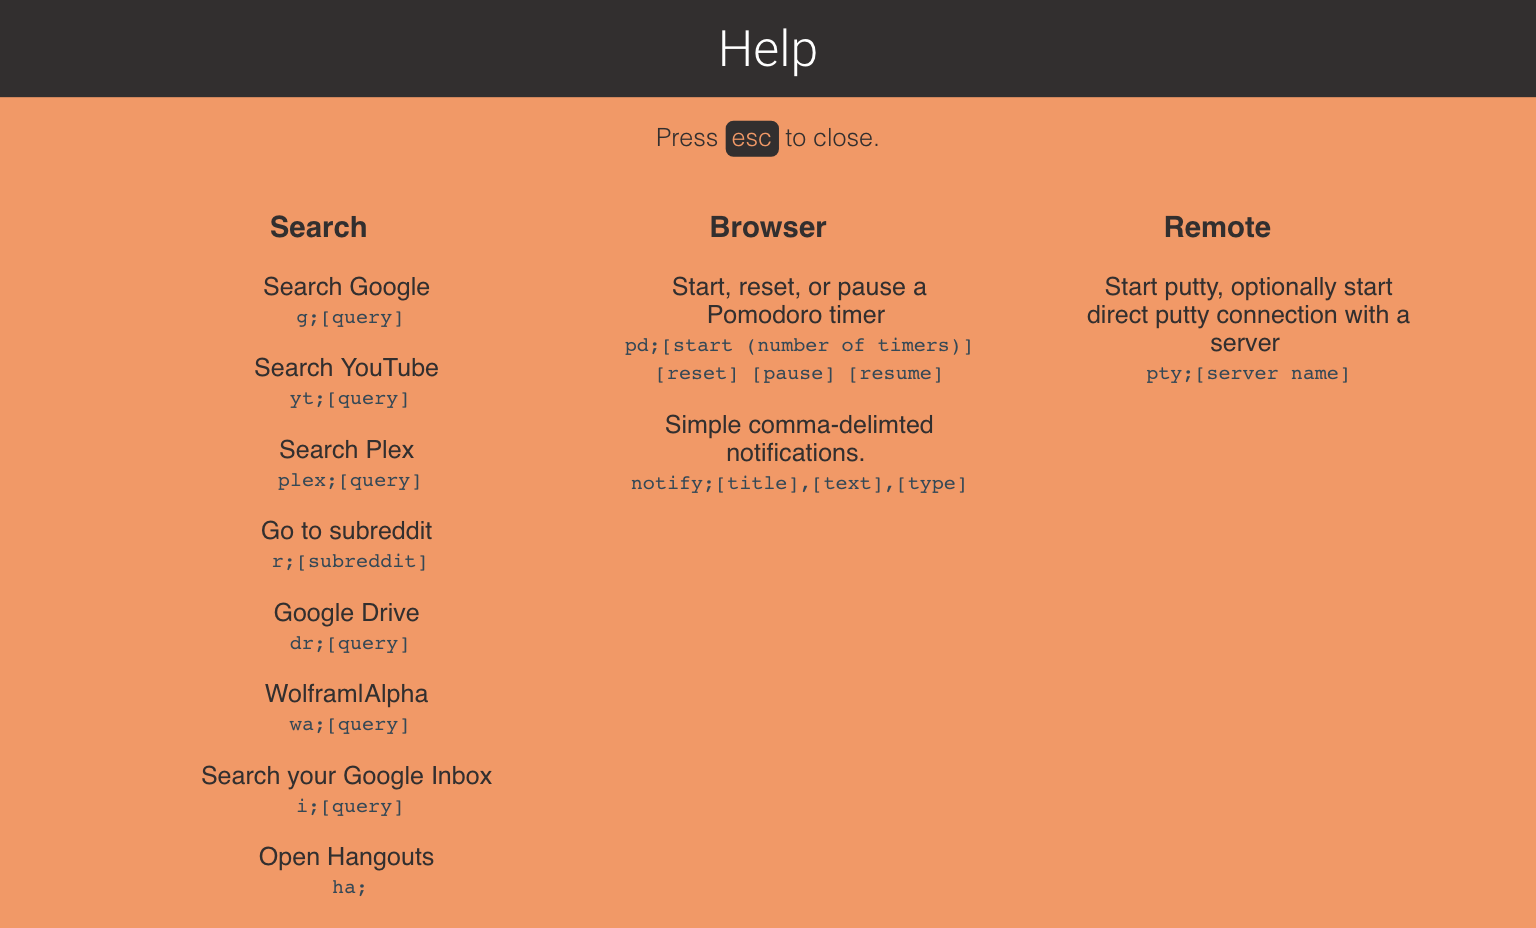 Help
Press esc to close.
Search
Search Google
g;[query]
Search YouTube
yt;[query]
Search Plex
plex;[query]
Go to subreddit
r;[subreddit]
Google Drive
dr;[query]
Wolfram|Alpha
wa;[query]
Search your Google Inbox
i;[query]
Open Hangouts
ha;
Browser
Start, reset, or pause a
Pomodoro timer
pd;[start (number of timers)]
[reset] [pause] [resume]
Simple comma-delimted
notifications.
notify;[title],[text],[type]
Remote
Start putty, optionally start
direct putty connection with a
server
pty;[server name]